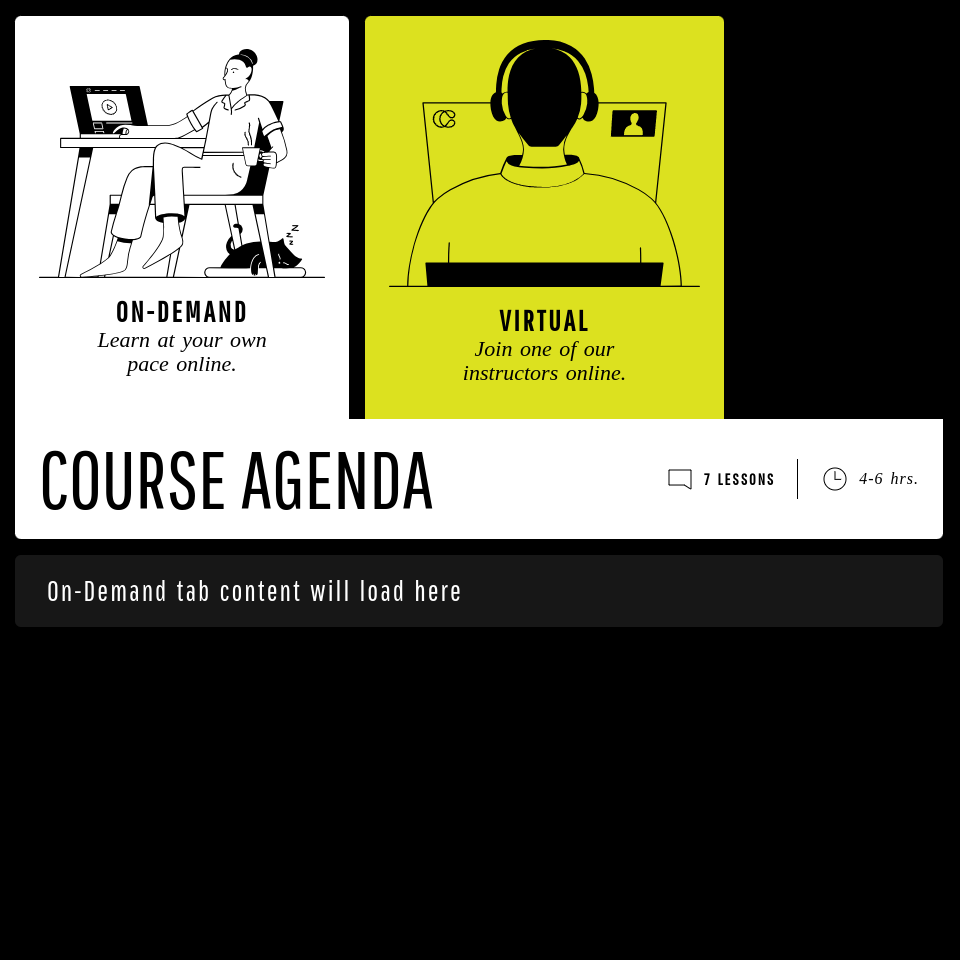 ON-DEMAND
Learn at your own
pace online.
VIRTUAL
Join one of our
instructors online.
COURSE AGENDA
7 LESSONS
4-6 hrs.
On-Demand tab content will load here
z
z
z
CC